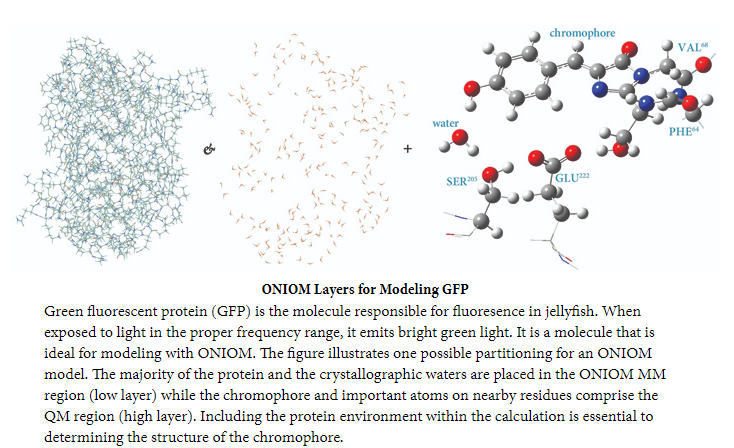 chromophore
VAL⁶⁸
water
PHE⁶⁴
SER²⁰⁵
GLU²²²
&
+
ONIOM Layers for Modeling GFP
Green fluorescent protein (GFP) is the molecule responsible for fluoresence in jellyfish. When
exposed to light in the proper frequency range, it emits bright green light. It is a molecule that is
ideal for modeling with ONIOM. The figure illustrates one possible partitioning for an ONIOM
model. The majority of the protein and the crystallographic waters are placed in the ONIOM MM
region (low layer) while the chromophore and important atoms on nearby residues comprise the
QM region (high layer). Including the protein environment within the calculation is essential to
determining the structure of the chromophore.